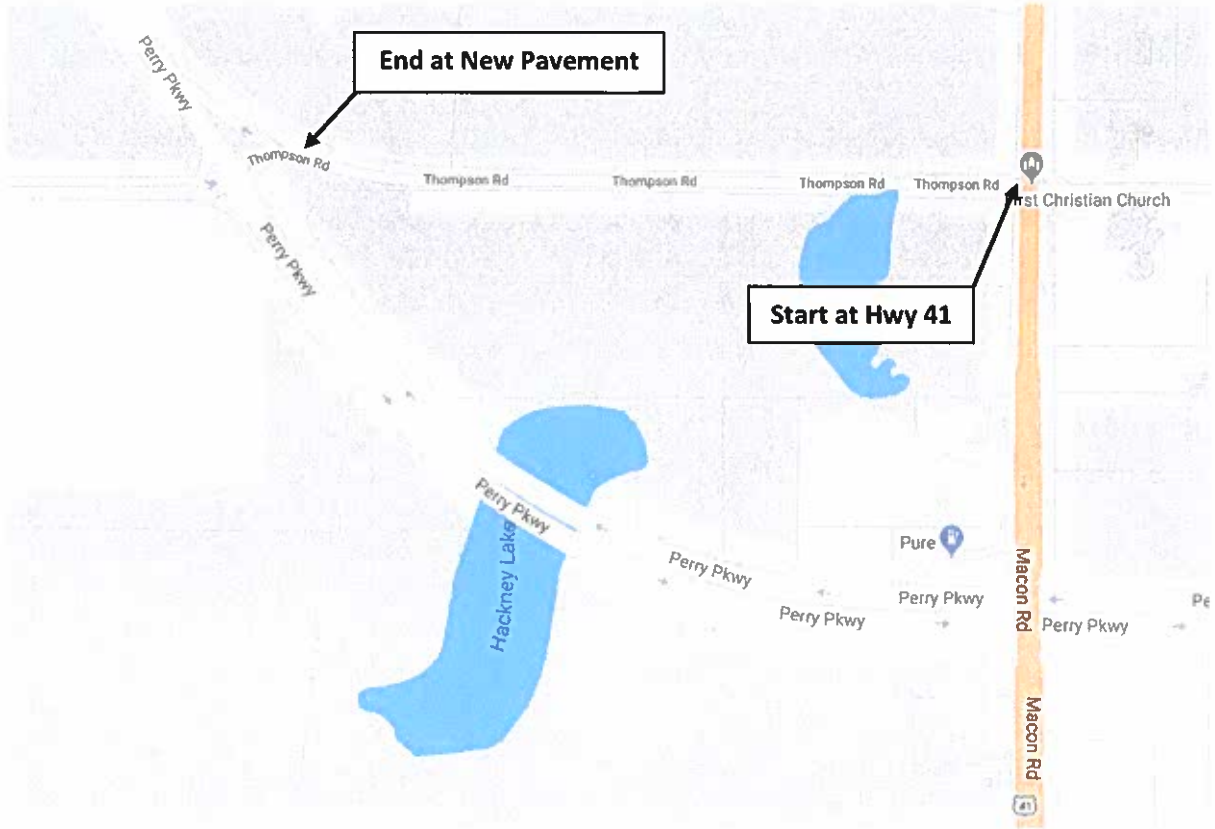 End at New Pavement
Perry Pkwy
Thompson Rd
Thompson Rd
Thompson Rd
Thompson Rd
Thompson Rd
rst Christian Church
Perry Pkwy
Start at Hwy 41
Perry Pkwy
Hackney Lake
Pure
Perry Pkwy
Perry Pkwy
Perry Pkwy
Macon Rd
Perry Pkwy
Pe
Macon Rd
41